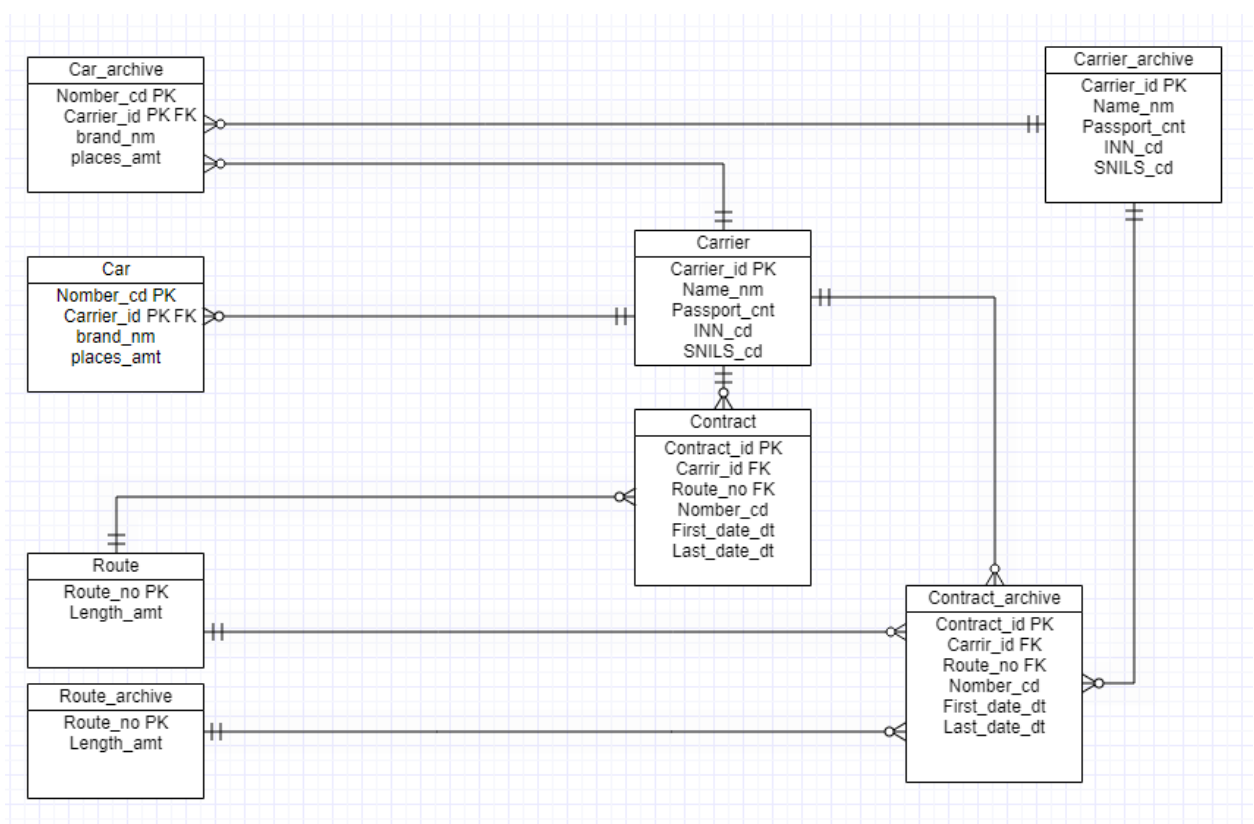 Car_archive
Nomber_cd PK
Carrier_id PK FK
brand_nm
places_amt
Carrier_archive
Carrier_id PK
Name_nm
Passport_cnt
INN_cd
SNILS_cd
Carrier
Carrier_id PK
Name_nm
Passport_cnt
INN_cd
SNILS_cd
Car
Nomber_cd PK
Carrier_id PK FK
brand_nm
places_amt
Contract
Contract_id PK
Carrir_id FK
Route_no FK
Nomber_cd
First_date_dt
Last_date_dt
Route
Route_no PK
Length_amt
Contract_archive
Contract_id PK
Carrir_id FK
Route_no FK
Nomber_cd
First_date_dt
Last_date_dt
Route_archive
Route_no PK
Length_amt